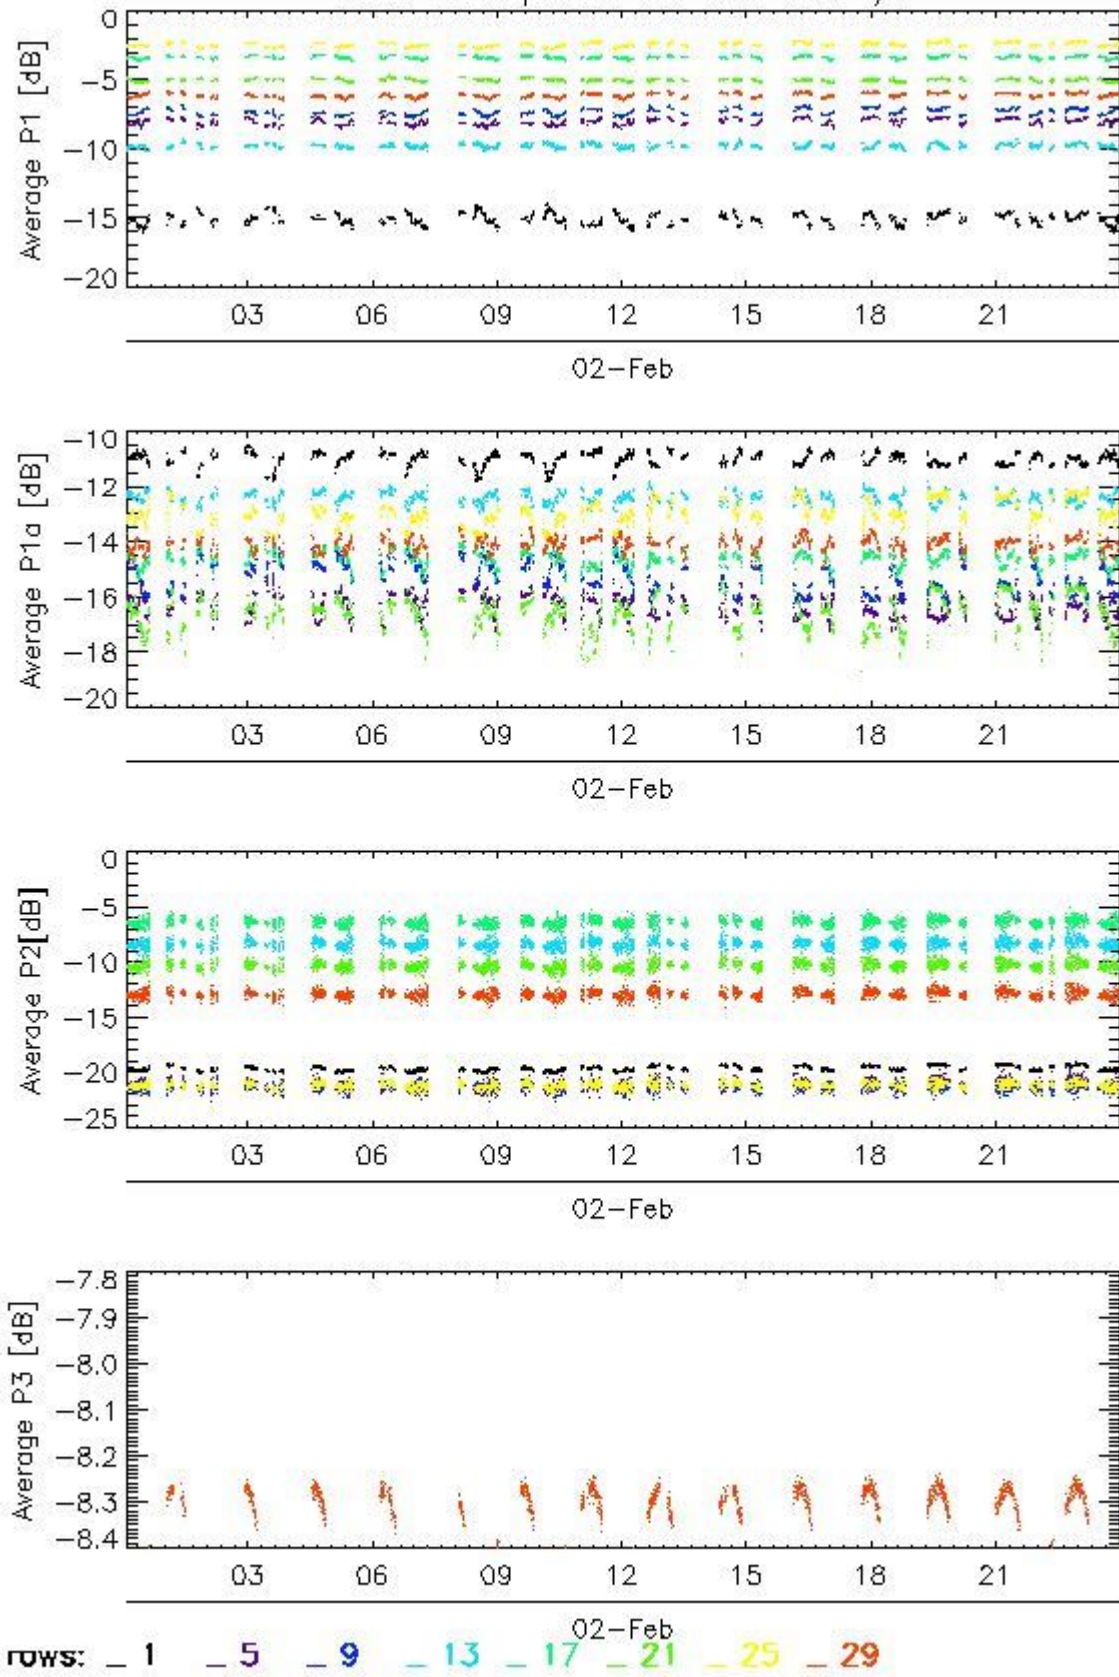 Average P1 [dB]
0
−5
−10
−15
−20
03 06 09 12 15 18 21
02−Feb
Average P1a [dB]
−10
−12
−14
−16
−18
−20
03 06 09 12 15 18 21
02−Feb
Average P2[dB]
0
−5
−10
−15
−20
−25
03 06 09 12 15 18 21
02−Feb
Average P3 [dB]
−7.8
−7.9
−8.0
−8.1
−8.2
−8.3
−8.4
03 06 09 12 15 18 21
02−Feb
rows: _ 1 _ 5 _ 9 _ 13 _ 17 _ 21 _ 25 _ 29